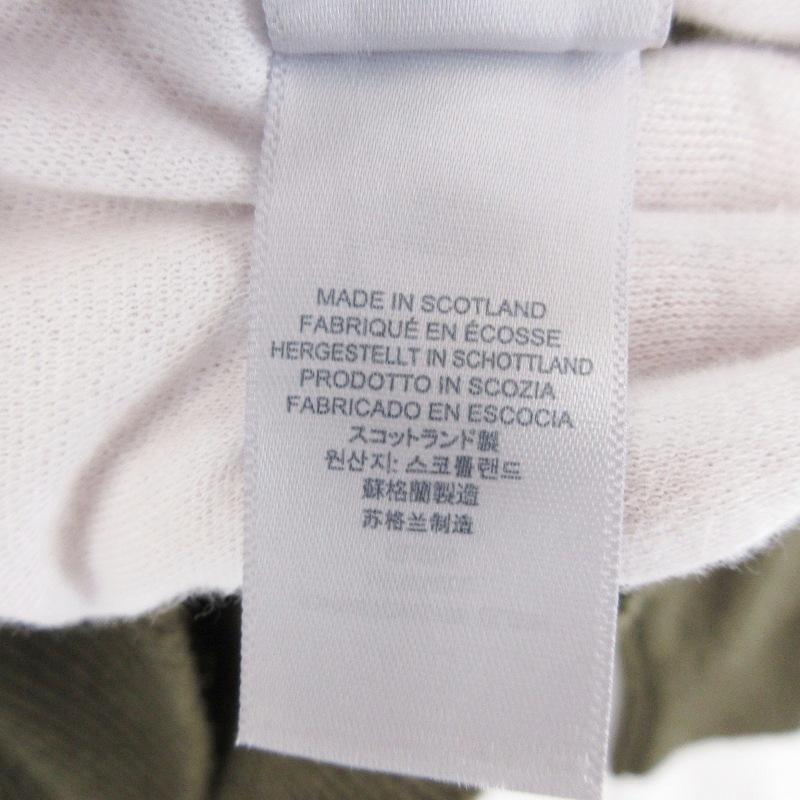 MADE IN SCOTLAND
FABRIQUÉ EN ÉCOSSE
HERGESTELLT IN SCHOTTLAND
PRODOTTO IN SCOZIA
FABRICADO EN ESCOCIA
スコットランド製
원산지: 스코틀랜드
蘇格蘭製造
苏格兰制造